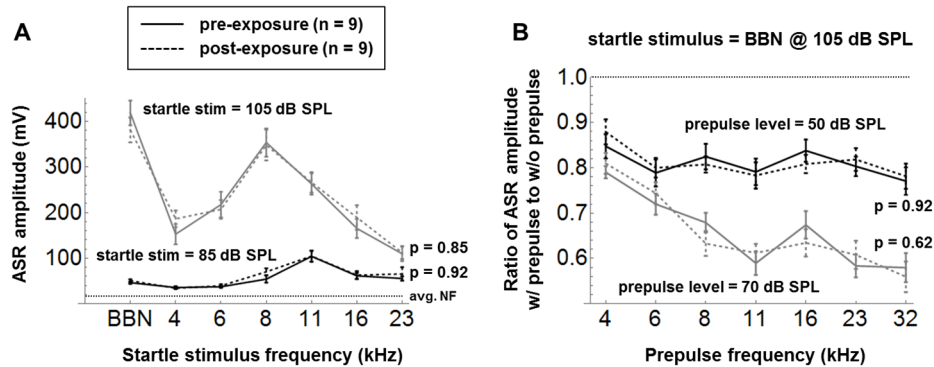 A
pre-exposure (n = 9)
post-exposure (n = 9)
ASR amplitude (mV)
400
300
200
100
startle stim = 105 dB SPL
startle stim = 85 dB SPL
p = 0.85
p = 0.92
avg. NF
BBN 4 6 8 11 16 23
Startle stimulus frequency (kHz)
B
startle stimulus = BBN @ 105 dB SPL
Ratio of ASR amplitude
w/ prepulse to w/o prepulse
1.0
0.9
0.8
0.7
0.6
prepulse level = 50 dB SPL
p = 0.92
p = 0.62
prepulse level = 70 dB SPL
4 6 8 11 16 23 32
Prepulse frequency (kHz)